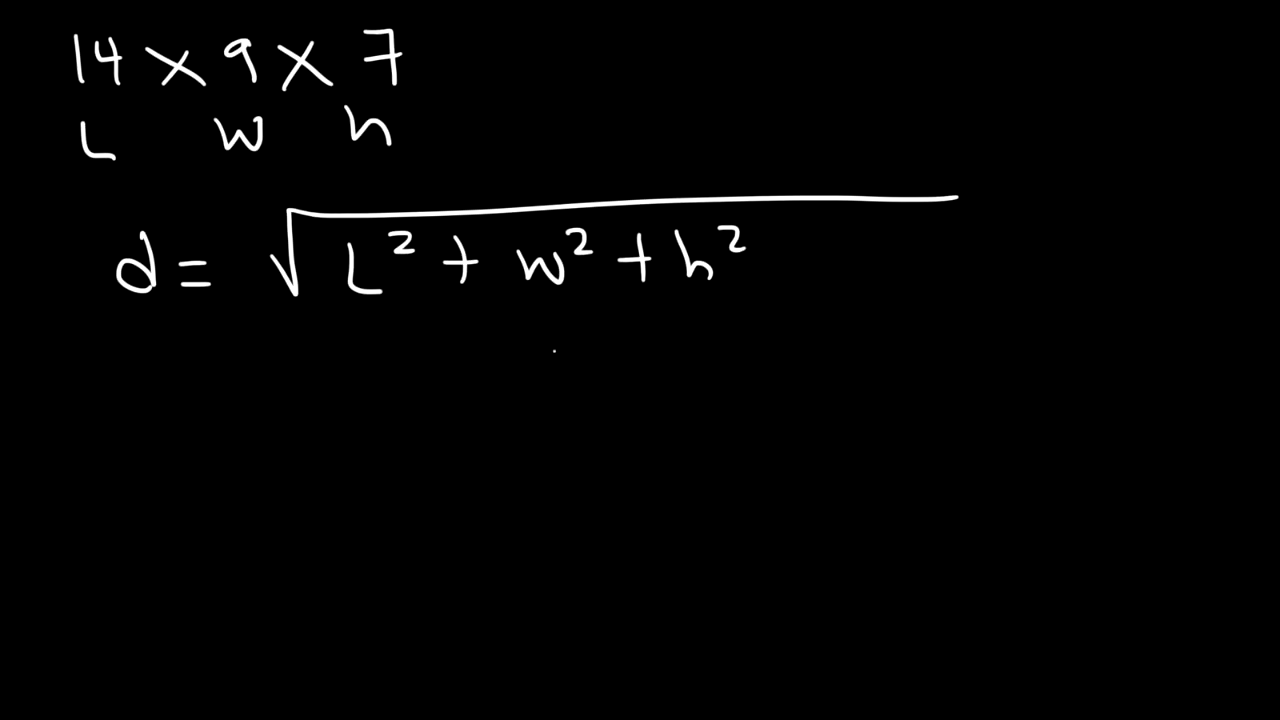 14 × 9 × 7
L w h
d = √(L² + w² + h²)